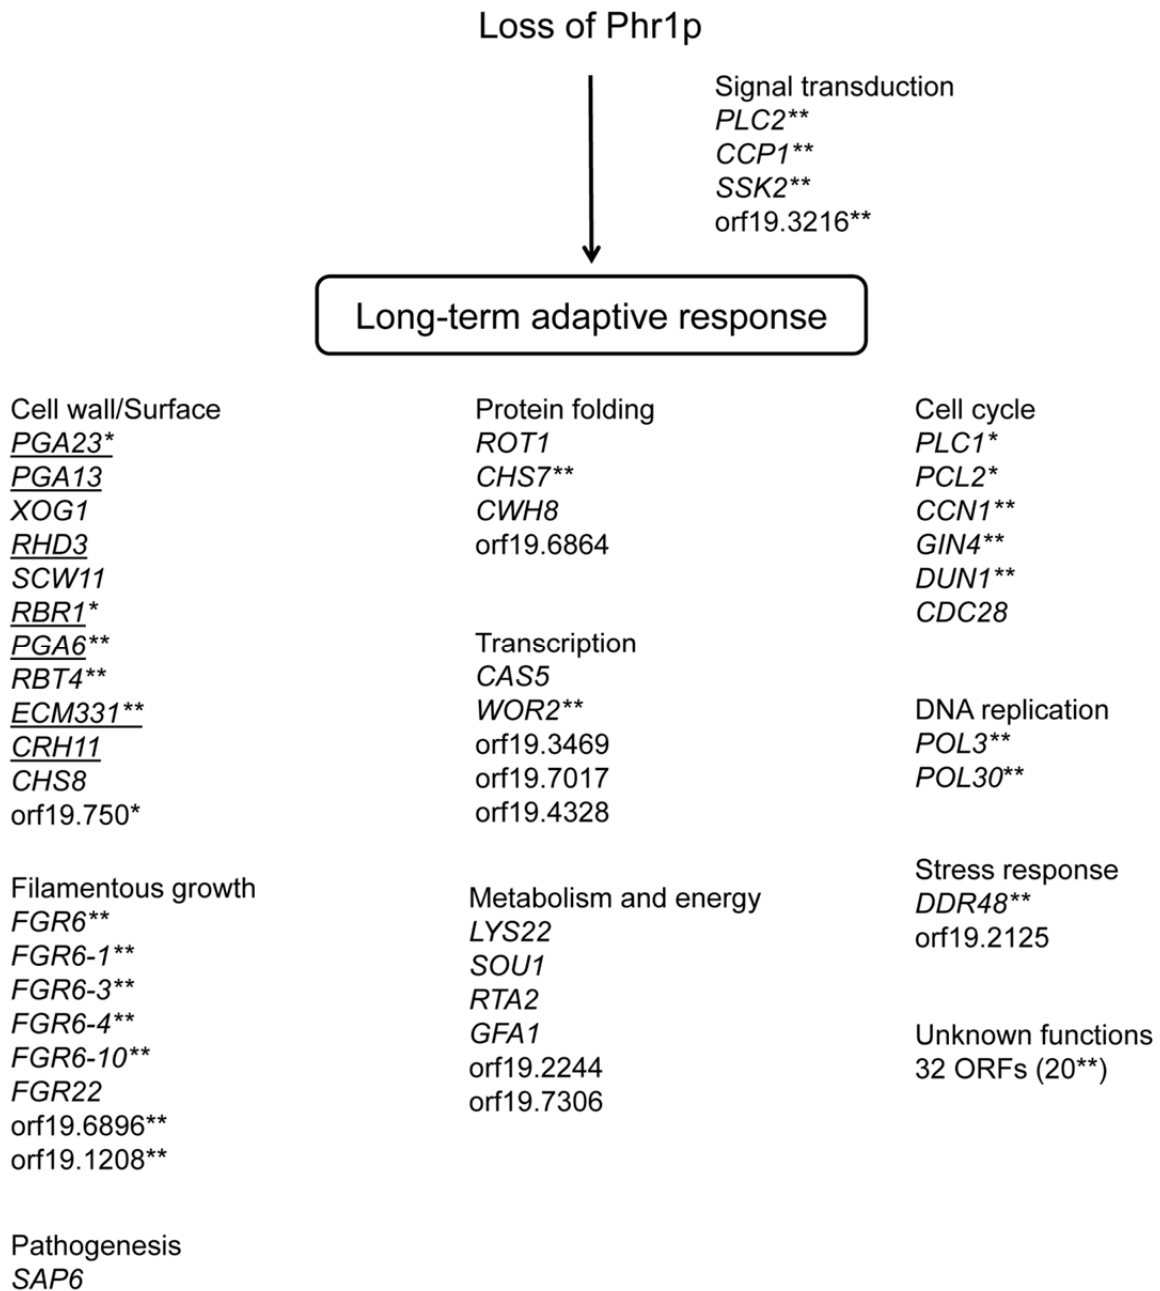 Loss of Phr1p
Signal transduction
PLC2**
CCP1**
SSK2**
orf19.3216**
Long-term adaptive response
Cell wall/Surface
PGA23*
PGA13
XOG1
RHD3
SCW11
RBR1*
PGA6**
RBT4**
ECM331**
CRH11
CHS8
orf19.750*
Filamentous growth
FGR6**
FGR6-1**
FGR6-3**
FGR6-4**
FGR6-10**
FGR22
orf19.6896**
orf19.1208**
Pathogenesis
SAP6
Protein folding
ROT1
CHS7**
CWH8
orf19.6864
Transcription
CAS5
WOR2**
orf19.3469
orf19.7017
orf19.4328
Metabolism and energy
LYS22
SOU1
RTA2
GFA1
orf19.2244
orf19.7306
Cell cycle
PLC1*
PCL2*
CCN1**
GIN4**
DUN1**
CDC28
DNA replication
POL3**
POL30**
Stress response
DDR48**
orf19.2125
Unknown functions
32 ORFs (20**)